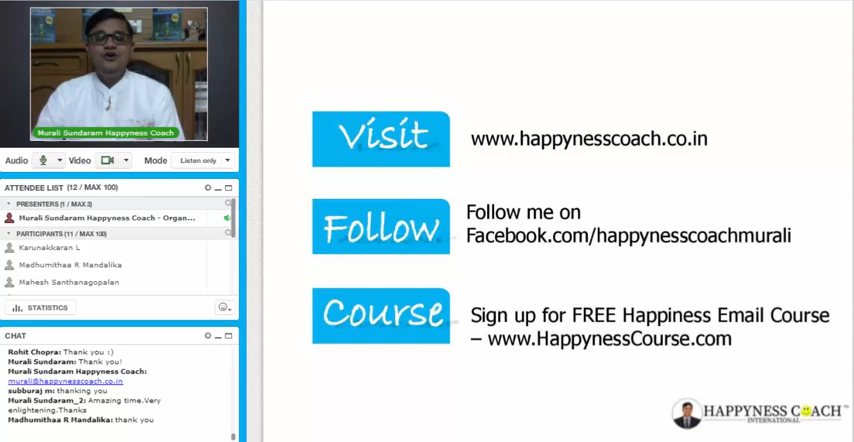 Murali Sundaram Happyness Coach
Audio
Video
Mode
Listen only
ATTENDEE LIST (12 / MAX 100)
PRESENTERS (1 / MAX 3)
Murali Sundaram Happyness Coach - Organ...
PARTICIPANTS (11 / MAX 100)
Karunakkaran L
Madhumithaa R Mandalika
Mahesh Santhanagopalan
STATISTICS
CHAT
Rohit Chopra: Thank you :)
Murali Sundaram: Thank you!
Murali Sundaram Happyness Coach:
murali@happynesscoach.co.in
subburaj m: thanking you
Murali Sundaram_2: Amazing time.Very
enlightening.Thanks
Madhumithaa R Mandalika: thank you
Visit
www.happynesscoach.co.in
Follow
Follow me on
Facebook.com/happynesscoachmurali
Course
Sign up for FREE Happiness Email Course
– www.HappynessCourse.com
HAPPYNESS COACH™
INTERNATIONAL